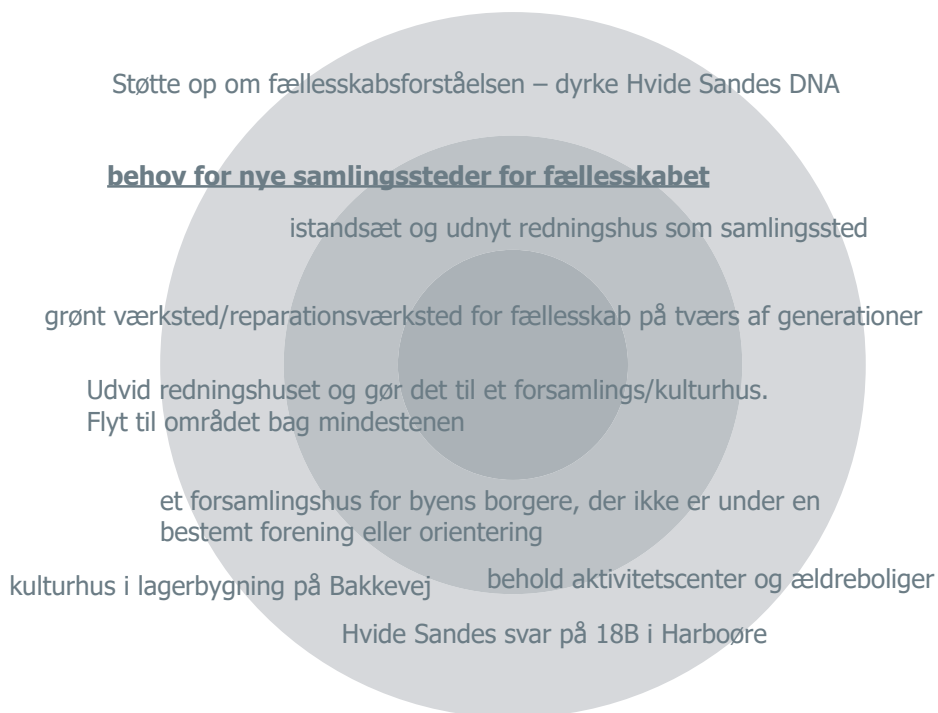 Støtte op om fællesskabsforståelsen – dyrke Hvide Sandes DNA
behov for nye samlingssteder for fællesskabet
istandsæt og udnyt redningshus som samlingssted
grønt værksted/reparationsværksted for fællesskab på tværs af generationer
Udvid redningshuset og gør det til et forsamlings/kulturhus.
Flyt til området bag mindestenen
et forsamlingshus for byens borgere, der ikke er under en
bestemt forening eller orientering
kulturhus i lagerbygning på Bakkevej
behold aktivitetscenter og ældreboliger
Hvide Sandes svar på 18B i Harboøre